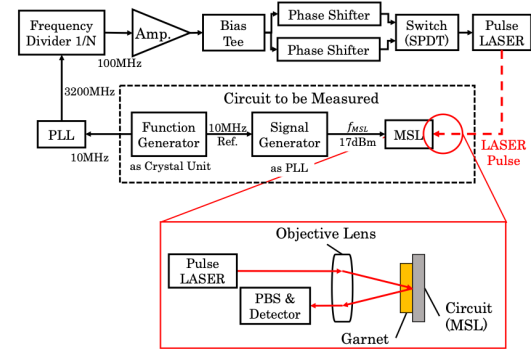 Frequency
Divider 1/N
100MHz
Amp.
Bias
Tee
Phase Shifter
Phase Shifter
Switch
(SPDT)
Pulse
LASER
3200MHz
Circuit to be Measured
PLL
10MHz
Function
Generator
as Crystal Unit
10MHz
Ref.
Signal
Generator
as PLL
fMSL
17dBm
MSL
LASER
Pulse
Objective Lens
Pulse
LASER
PBS &
Detector
Garnet
Circuit
(MSL)